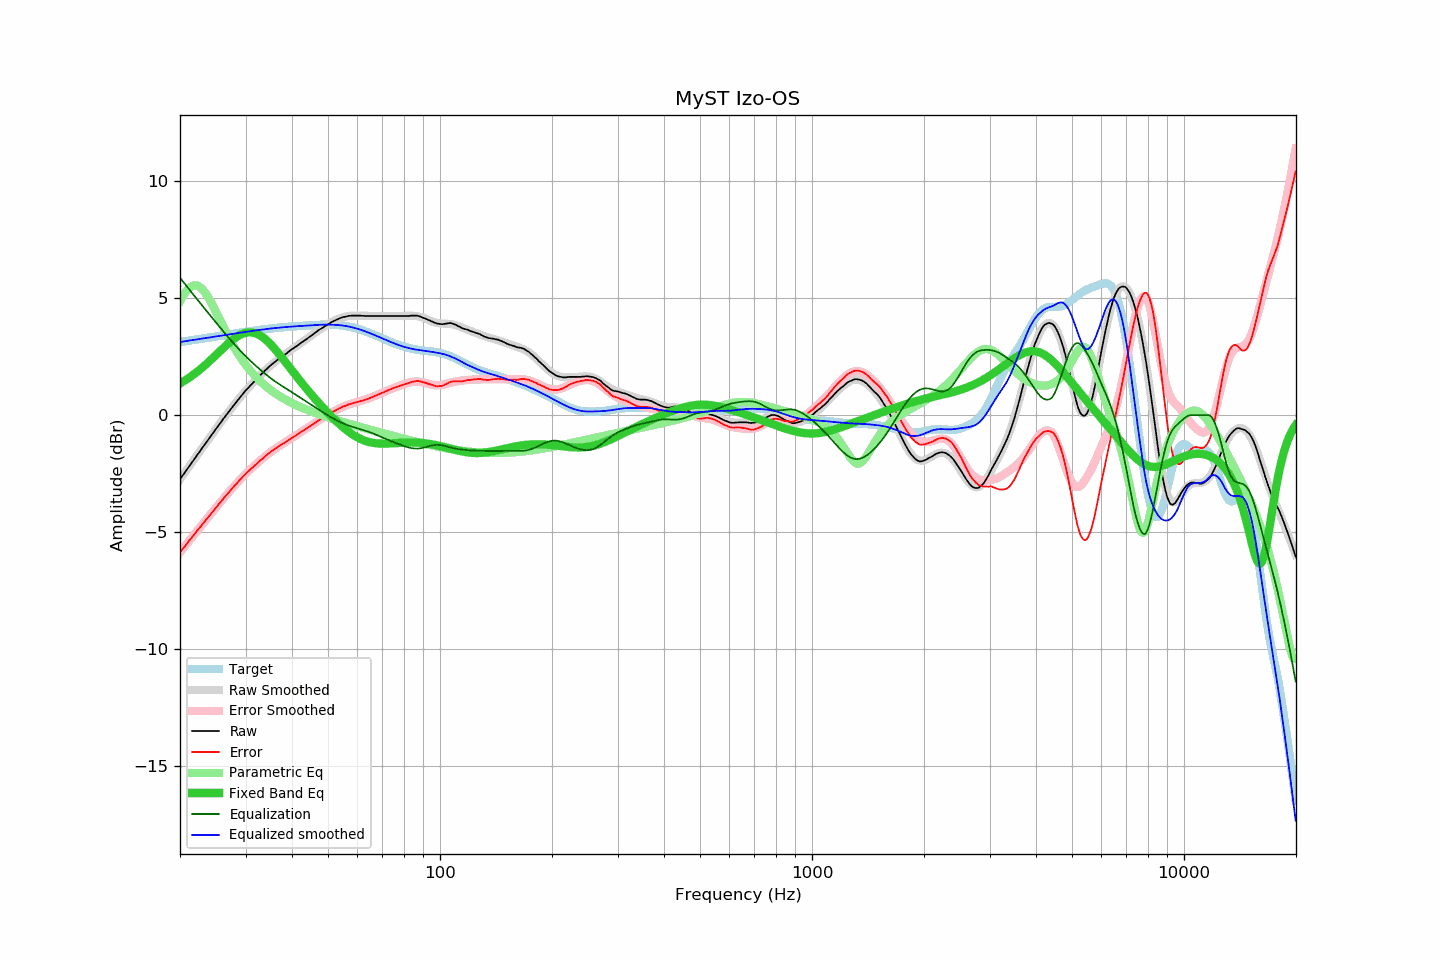 MyST Izo-OS
Amplitude (dBr)
10
5
0
−5
−10
−15
Target
Raw Smoothed
Error Smoothed
Raw
Error
Parametric Eq
Fixed Band Eq
Equalization
Equalized smoothed
100
1000
10000
Frequency (Hz)